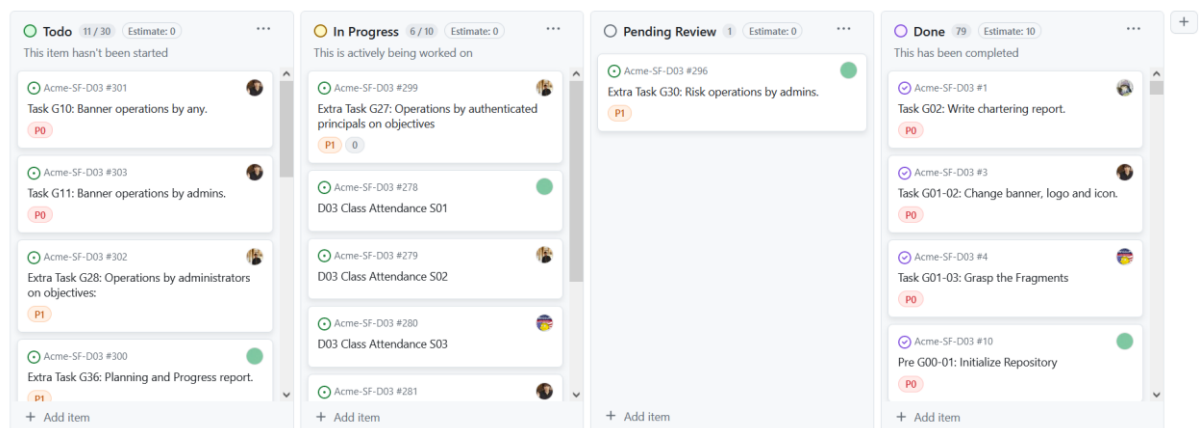 Todo 11 / 30 Estimate: 0 ...
This item hasn't been started
Acme-SF-D03 #301
Task G10: Banner operations by any.
P0
Acme-SF-D03 #303
Task G11: Banner operations by admins.
P0
Acme-SF-D03 #302
Extra Task G28: Operations by administrators
on objectives:
P1
Acme-SF-D03 #300
Extra Task G36: Planning and Progress report.
P1
+ Add item
In Progress 6 / 10 Estimate: 0 ...
This is actively being worked on
Acme-SF-D03 #299
Extra Task G27: Operations by authenticated
principals on objectives
P1 0
Acme-SF-D03 #278
D03 Class Attendance S01
Acme-SF-D03 #279
D03 Class Attendance S02
Acme-SF-D03 #280
D03 Class Attendance S03
Acme-SF-D03 #281
+ Add item
Pending Review 1 Estimate: 0 ...
Acme-SF-D03 #296
Extra Task G30: Risk operations by admins.
P1
+ Add item
Done 79 Estimate: 10 ...
This has been completed
Acme-SF-D03 #1
Task G02: Write chartering report.
P0
Acme-SF-D03 #3
Task G01-02: Change banner, logo and icon.
P0
Acme-SF-D03 #4
Task G01-03: Grasp the Fragments
P0
Acme-SF-D03 #10
Pre G00-01: Initialize Repository
P0
+ Add item
+